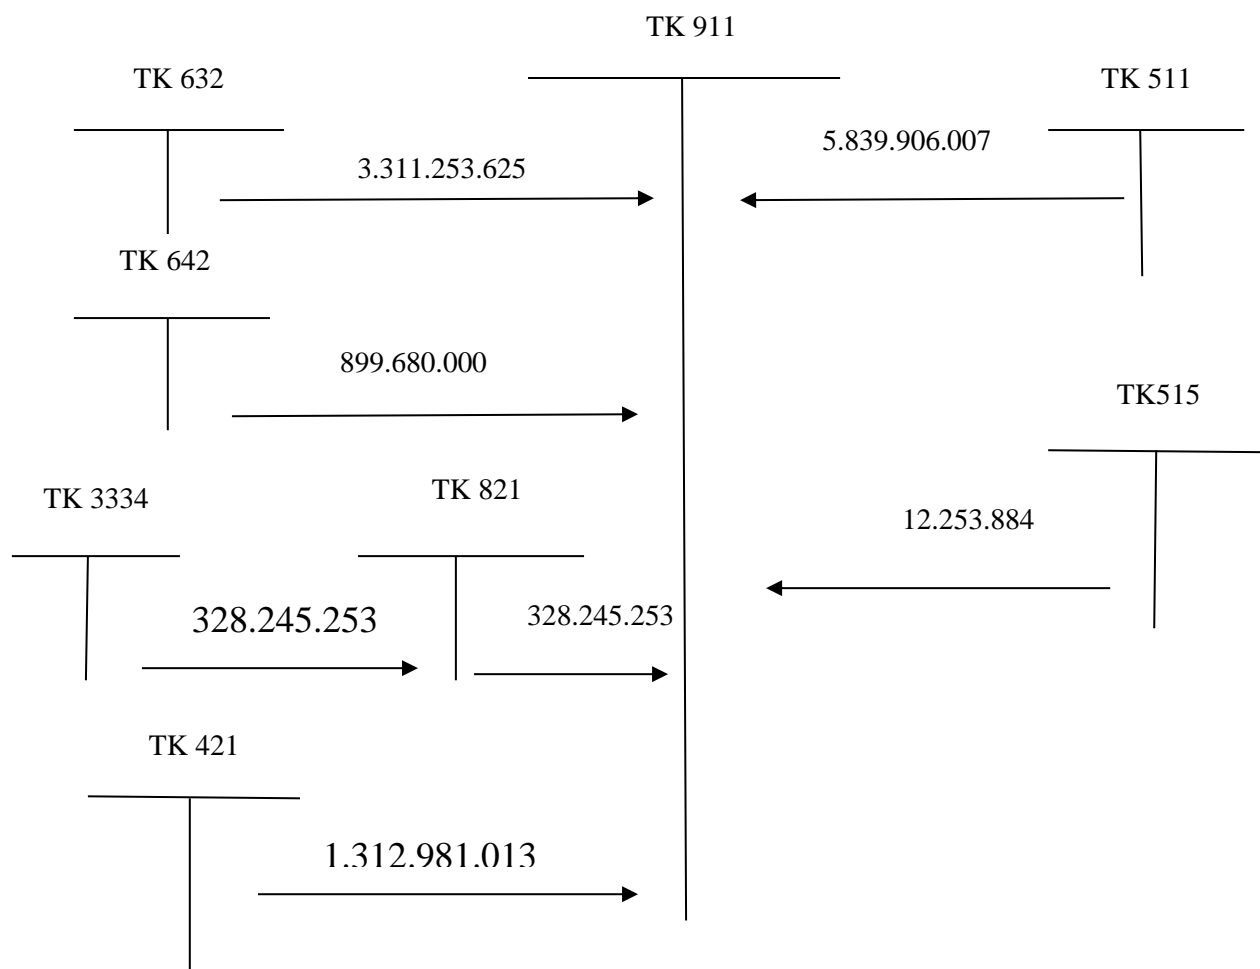 TK 911
TK 632
TK 511
5.839.906.007
3.311.253.625
TK 642
899.680.000
TK515
TK 3334
TK 821
12.253.884
328.245.253
328.245.253
TK 421
1.312.981.013